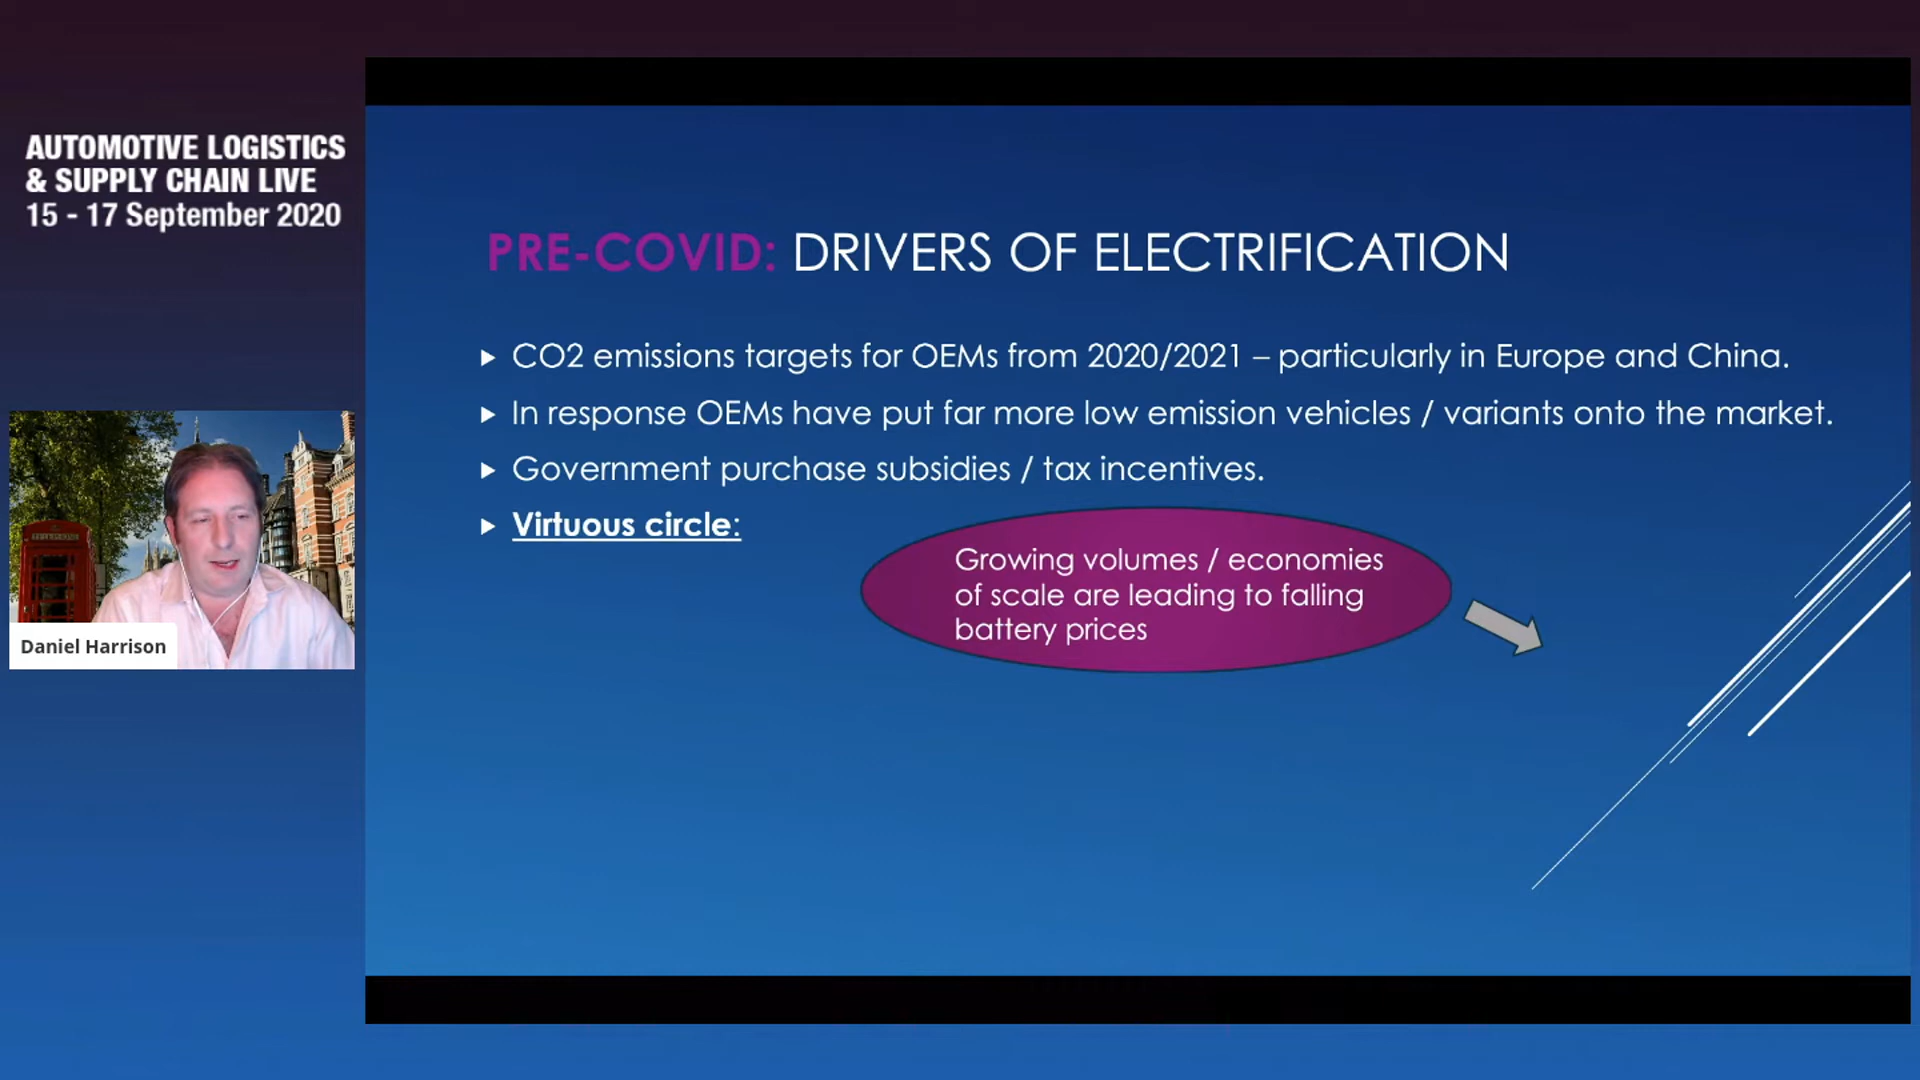 AUTOMOTIVE LOGISTICS
& SUPPLY CHAIN LIVE
15 - 17 September 2020
Daniel Harrison
PRE-COVID: DRIVERS OF ELECTRIFICATION
CO2 emissions targets for OEMs from 2020/2021 – particularly in Europe and China.
In response OEMs have put far more low emission vehicles / variants onto the market.
Government purchase subsidies / tax incentives.
Virtuous circle:
Growing volumes / economies
of scale are leading to falling
battery prices